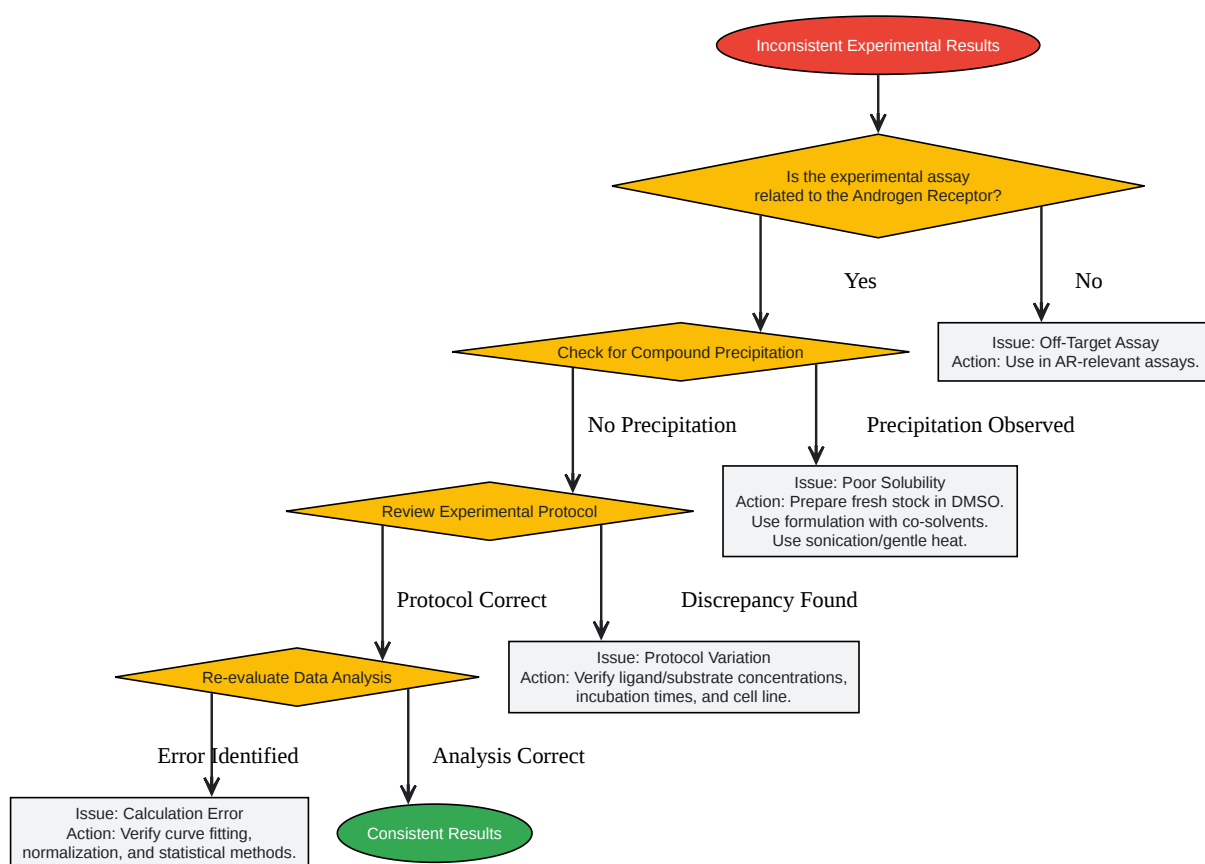 Inconsistent Experimental Results
Is the experimental assay
related to the Androgen Receptor?
Yes
No
Check for Compound Precipitation
Issue: Off-Target Assay
Action: Use in AR-relevant assays.
No Precipitation
Precipitation Observed
Review Experimental Protocol
Issue: Poor Solubility
Action: Prepare fresh stock in DMSO.
Use formulation with co-solvents.
Use sonication/gentle heat.
Protocol Correct
Discrepancy Found
Re-evaluate Data Analysis
Issue: Protocol Variation
Action: Verify ligand/substrate concentrations,
incubation times, and cell line.
Error Identified
Analysis Correct
Issue: Calculation Error
Action: Verify curve fitting,
normalization, and statistical methods.
Consistent Results